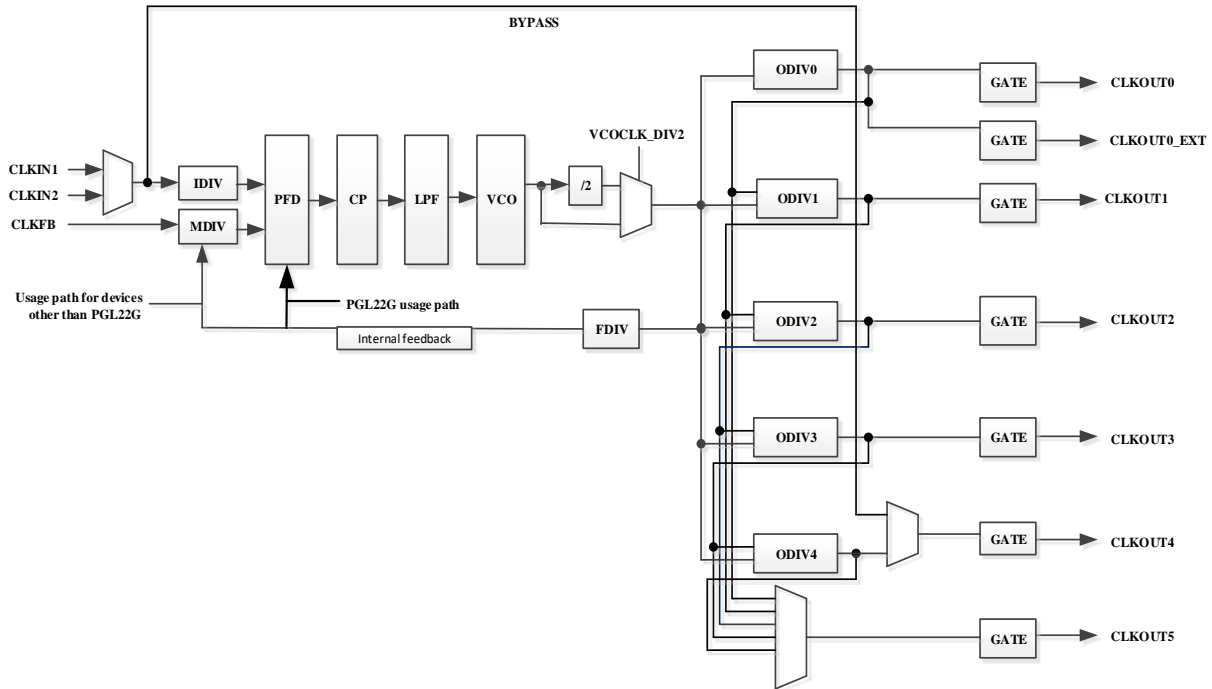 BYPASS
ODIV0
GATE
CLKOUT0
VCOCLK_DIV2
GATE
CLKOUT0_EXT
CLKIN1
CLKIN2
CLKFB
IDIV
MDIV
PFD
CP
LPF
VCO
/2
ODIV1
GATE
CLKOUT1
Usage path for devices
other than PGL22G
PGL22G usage path
Internal feedback
FDIV
ODIV2
GATE
CLKOUT2
ODIV3
GATE
CLKOUT3
ODIV4
GATE
CLKOUT4
GATE
CLKOUT5